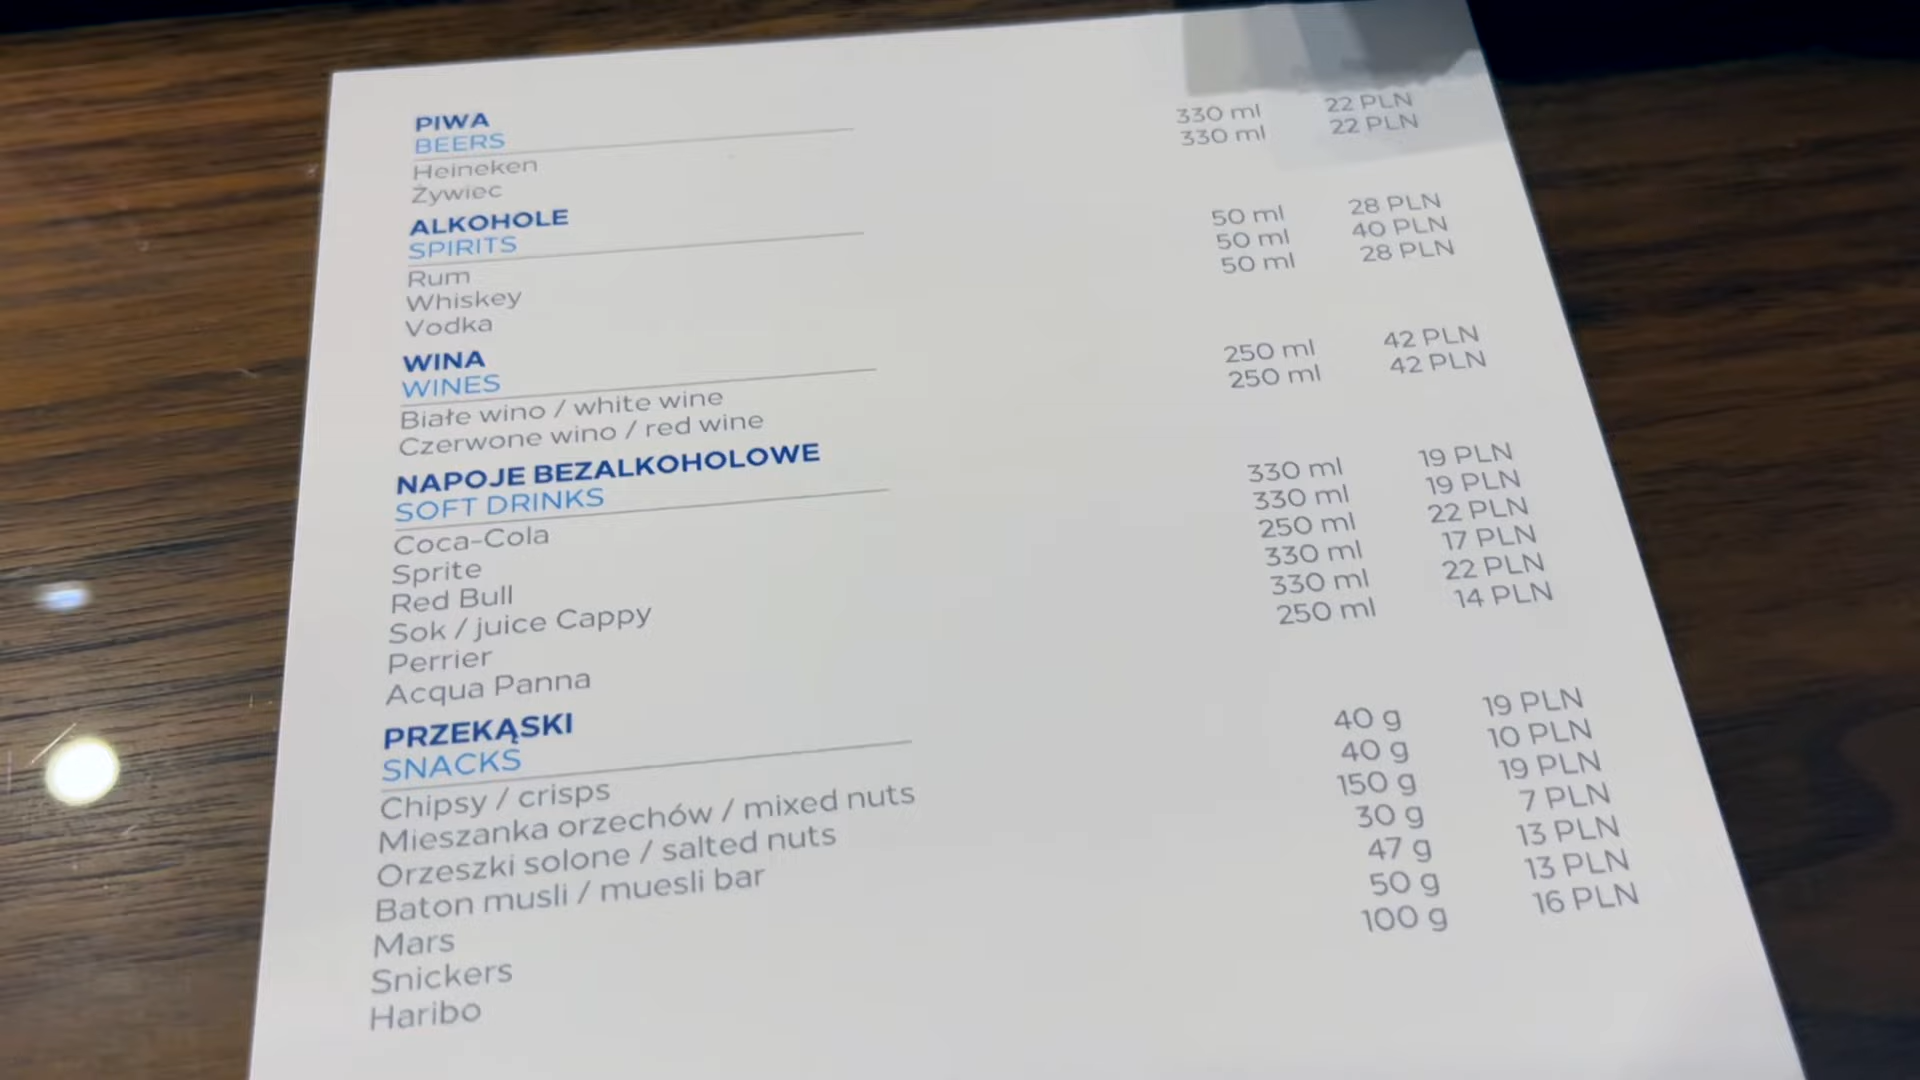 PIWA
BEERS
Heineken 330 ml 22 PLN
Żywiec 330 ml 22 PLN
ALKOHOLE
SPIRITS
Rum 50 ml 28 PLN
Whiskey 50 ml 40 PLN
Vodka 50 ml 28 PLN
WINA
WINES
Białe wino / white wine 250 ml 42 PLN
Czerwone wino / red wine 250 ml 42 PLN
NAPOJE BEZALKOHOLOWE
SOFT DRINKS
Coca-Cola 330 ml 19 PLN
Sprite 330 ml 19 PLN
Red Bull 250 ml 22 PLN
Sok / juice Cappy 330 ml 17 PLN
Perrier 330 ml 22 PLN
Acqua Panna 250 ml 14 PLN
PRZEKĄSKI
SNACKS
Chipsy / crisps 40 g 19 PLN
Mieszanka orzechów / mixed nuts 40 g 10 PLN
Orzeszki solone / salted nuts 150 g 19 PLN
Baton musli / muesli bar 30 g 7 PLN
Mars 47 g 13 PLN
Snickers 50 g 13 PLN
Haribo 100 g 16 PLN